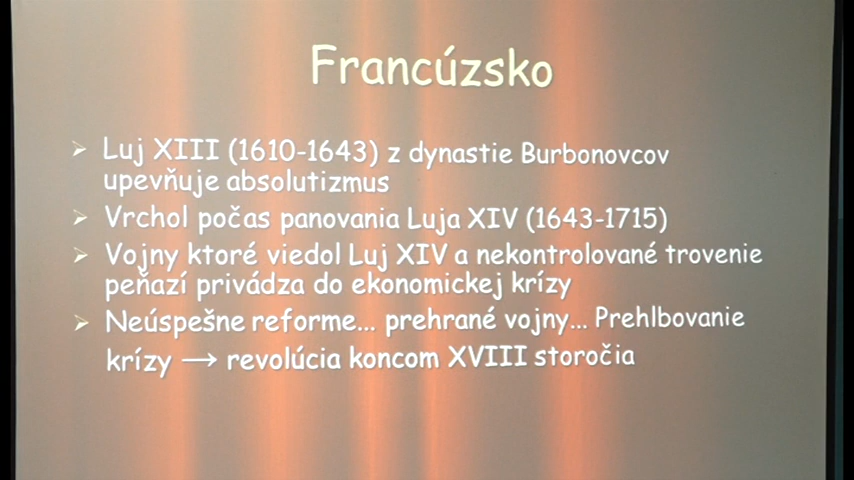 Francúzsko
➢ Luj XIII (1610-1643) z dynastie Burbonovcov
upevňuje absolutizmus
➢ Vrchol počas panovania Luja XIV (1643-1715)
➢ Vojny ktoré viedol Luj XIV a nekontrolované trovenie
peňazí privádza do ekonomickej krízy
➢ Neúspešne reforme... prehrané vojny... Prehlbovanie
krízy → revolúcia koncom XVIII storočia